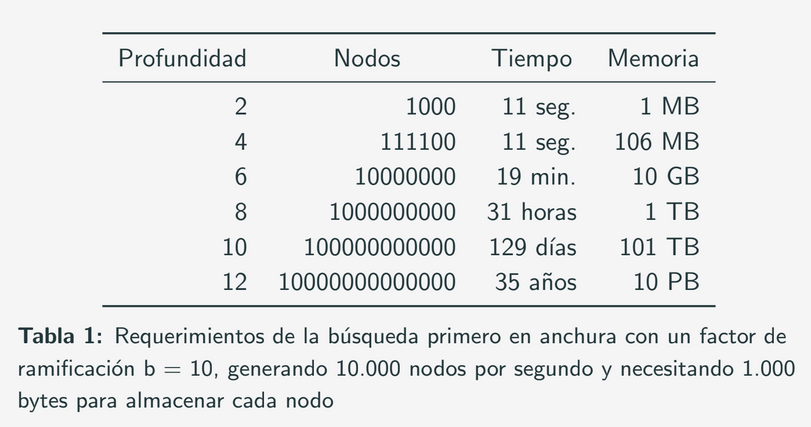 Profundidad Nodos Tiempo Memoria
2 1000 11 seg. 1 MB
4 111100 11 seg. 106 MB
6 10000000 19 min. 10 GB
8 1000000000 31 horas 1 TB
10 100000000000 129 días 101 TB
12 10000000000000 35 años 10 PB
Tabla 1: Requerimientos de la búsqueda primero en anchura con un factor de
ramificación b = 10, generando 10.000 nodos por segundo y necesitando 1.000
bytes para almacenar cada nodo